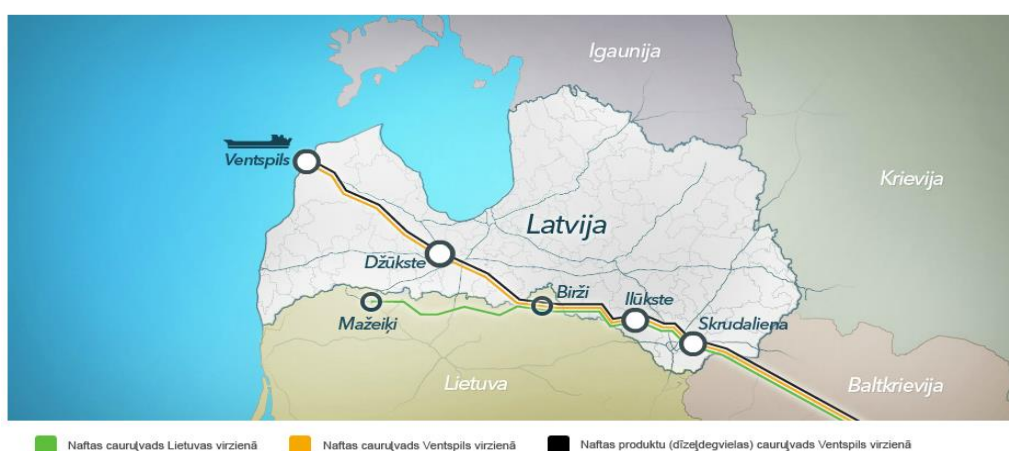 Igaunija
Ventspils
Krievija
Latvija
Džūkste
Birži
Ilūkste
Mažeiķi
Skrudaliena
Lietuva
Baltkrievija
Naftas cauruļvads Lietuvas virzienā
Naftas cauruļvads Ventspils virzienā
Naftas produktu (dīzeļdegvielas) cauruļvads Ventspils virzienā